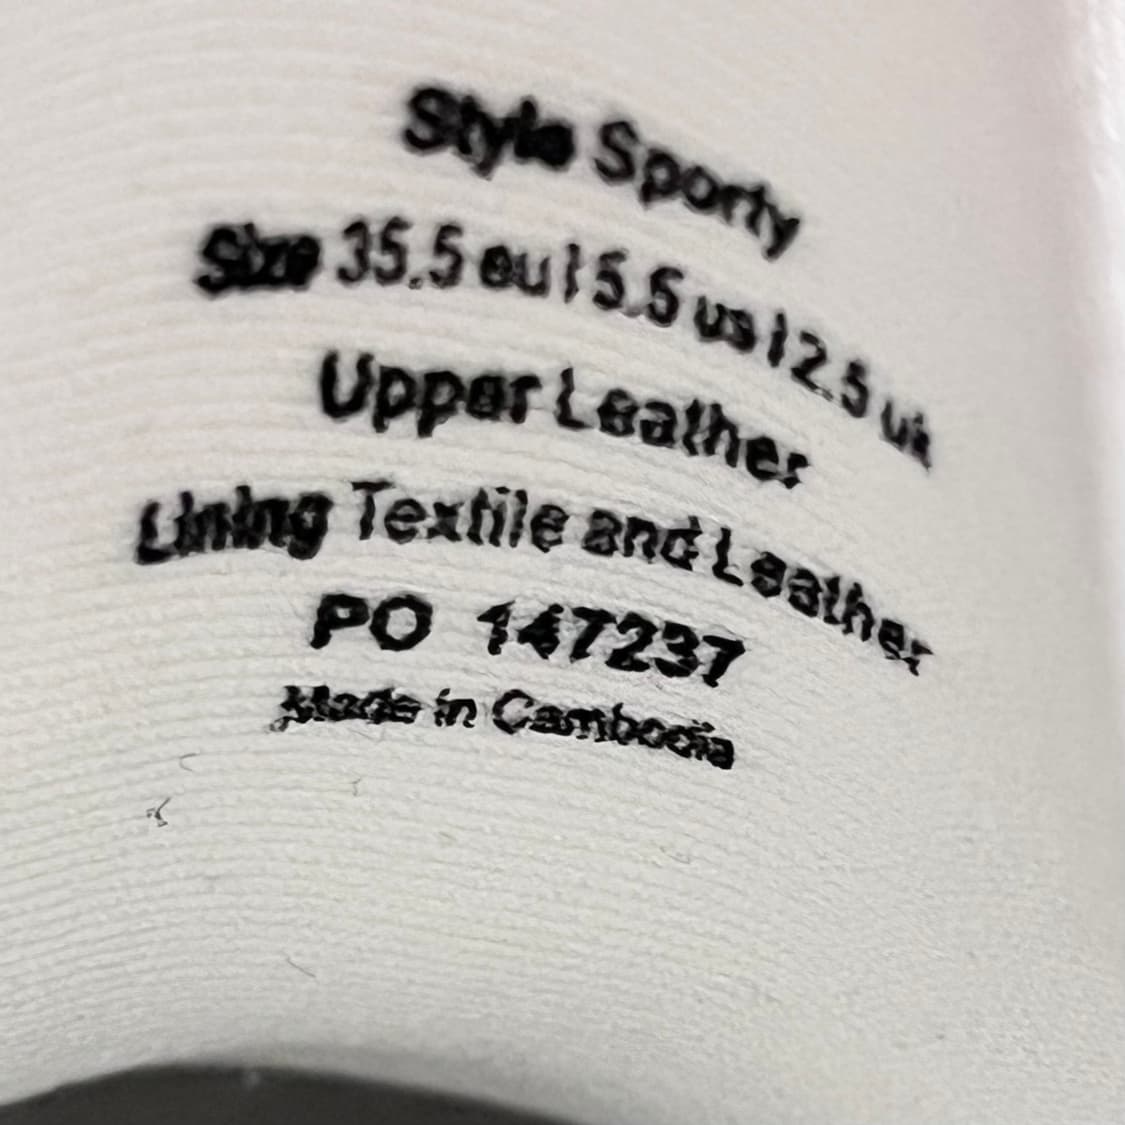 Style Sporty
Size 35.5 eu | 5.5 us | 2.5 uk
Upper Leather
Lining Textile and Leather
PO 147237
Made in Cambodia